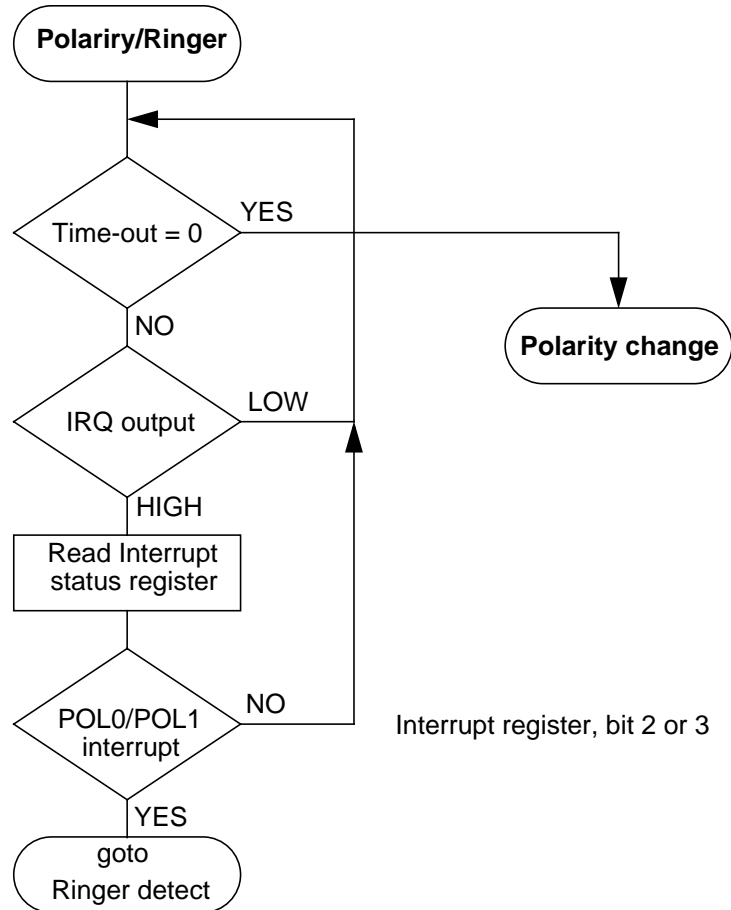 Polariry/Ringer
YES
Time-out = 0
NO
Polarity change
LOW
IRQ output
HIGH
Read Interrupt
status register
NO
POL0/POL1
interrupt
Interrupt register, bit 2 or 3
YES
goto
Ringer detect